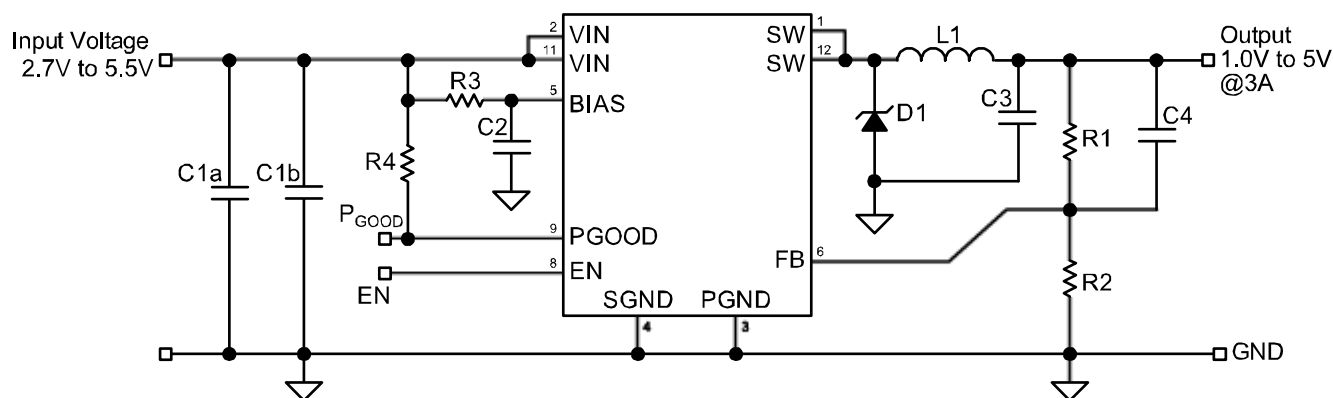 Input Voltage
2.7V to 5.5V
2
VIN
11
VIN
R3
5
BIAS
C2
R4
C1a
C1b
PGOOD
9
PGOOD
8
EN
EN
SGND
4
PGND
3
SW
1
SW
12
L1
D1
C3
R1
C4
FB
6
R2
Output
1.0V to 5V
@3A
GND